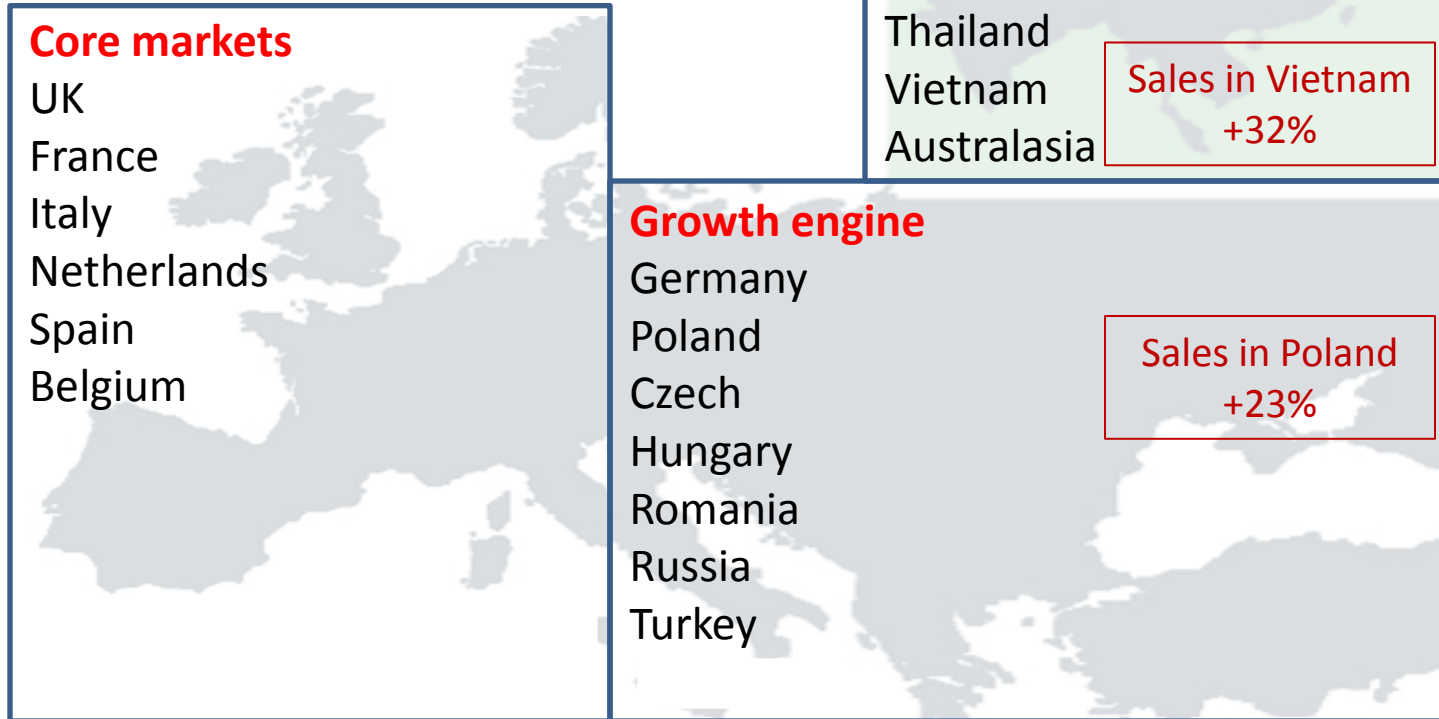 Core markets
UK
France
Italy
Netherlands
Spain
Belgium
Thailand
Vietnam
Australasia
Sales in Vietnam
+32%
Growth engine
Germany
Poland
Czech
Hungary
Romania
Russia
Turkey
Sales in Poland
+23%